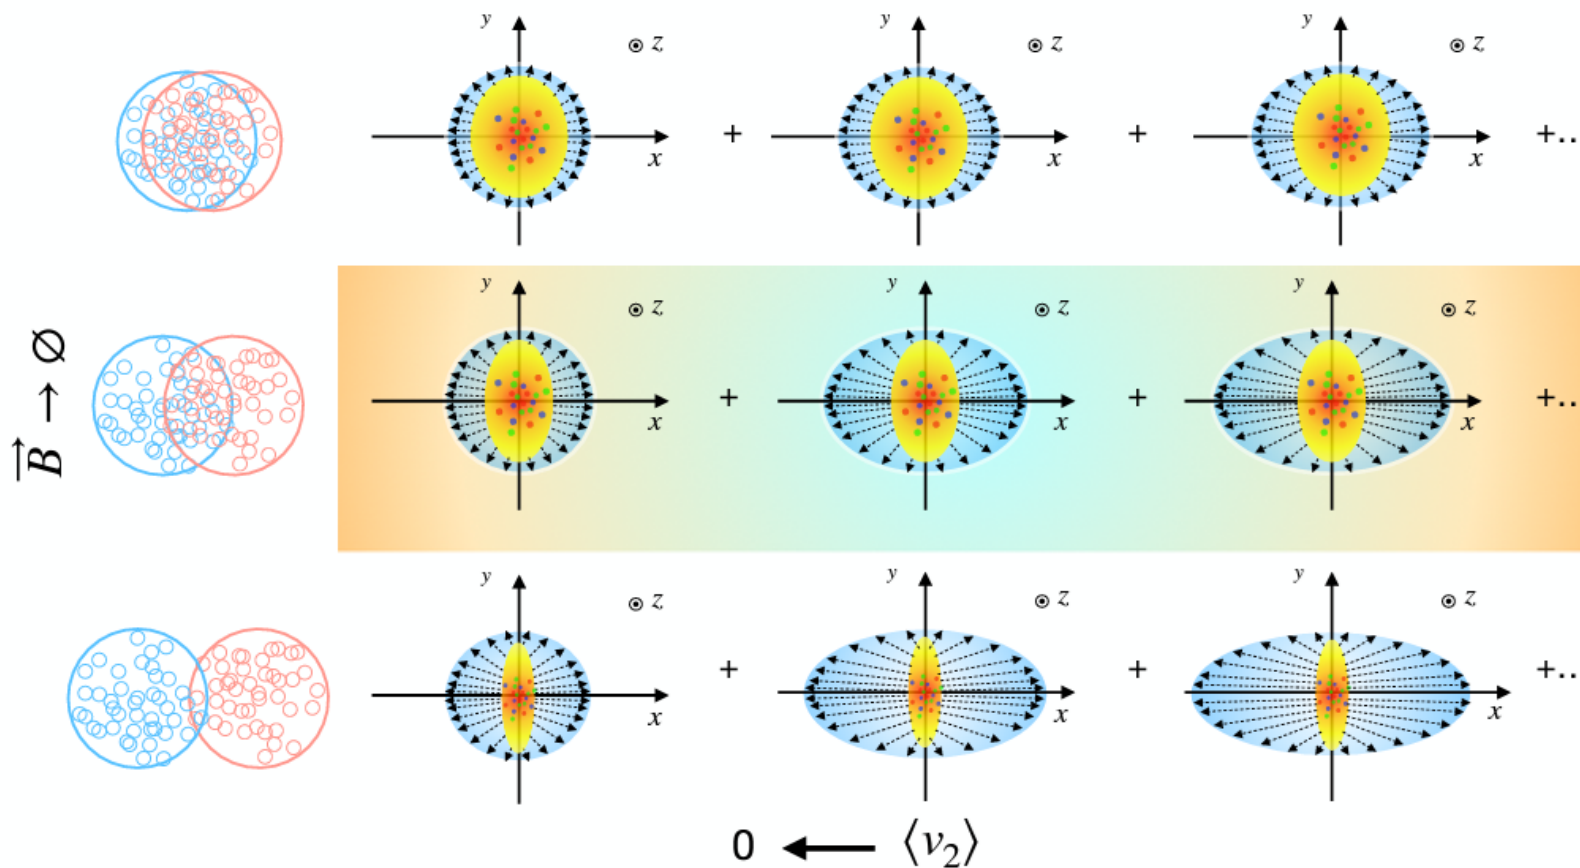 y ⊙ z + y ⊙ z + y ⊙ z +...
x x x
B⃗ → ∅
y ⊙ z + y ⊙ z + y ⊙ z +...
x x x
y ⊙ z + y ⊙ z + y ⊙ z +...
x x x
0 ← ⟨v₂⟩